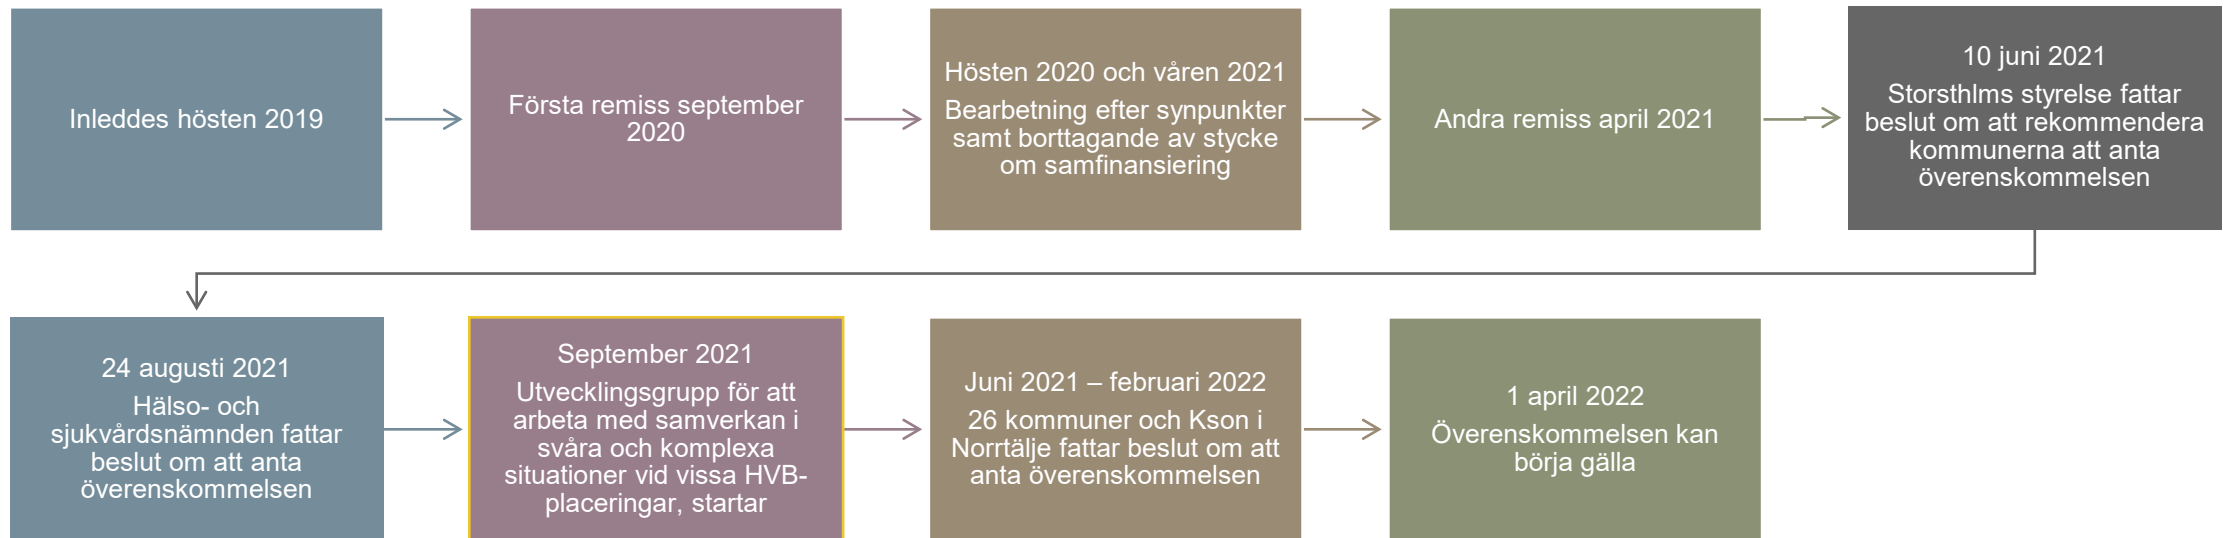 Inleddes hösten 2019
Första remiss september
2020
Hösten 2020 och våren 2021
Bearbetning efter synpunkter
samt borttagande av stycke
om samfinansiering
Andra remiss april 2021
10 juni 2021
Storsthlms styrelse fattar
beslut om att rekommendera
kommunerna att anta
överenskommelsen
24 augusti 2021
Hälso- och
sjukvårdsnämnden fattar
beslut om att anta
överenskommelsen
September 2021
Utvecklingsgrupp för att
arbeta med samverkan i
svåra och komplexa
situationer vid vissa HVB-
placeringar, startar
Juni 2021 – februari 2022
26 kommuner och Kson i
Norrtälje fattar beslut om att
anta överenskommelsen
1 april 2022
Överenskommelsen kan
börja gälla